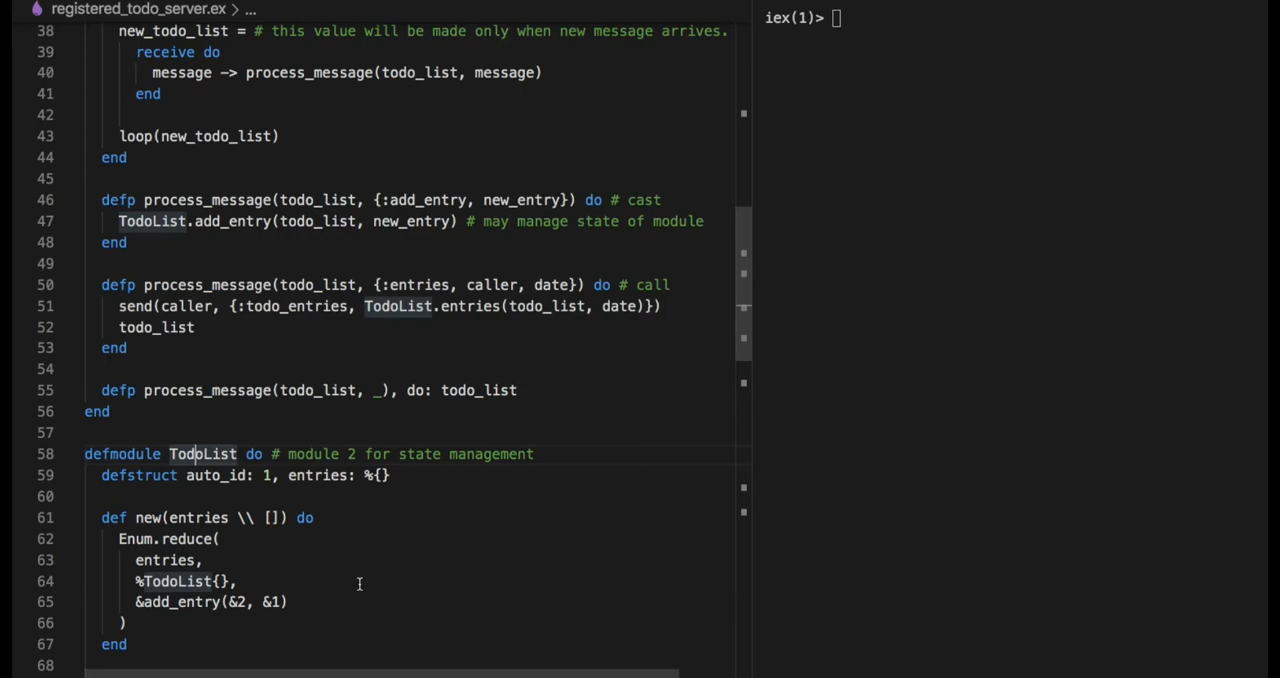 registered_todo_server.ex > ...
iex(1)>
38 new_todo_list = # this value will be made only when new message arrives.
39 receive do
40 message -> process_message(todo_list, message)
41 end
42
43 loop(new_todo_list)
44 end
45
46 defp process_message(todo_list, {:add_entry, new_entry}) do # cast
47 TodoList.add_entry(todo_list, new_entry) # may manage state of module
48 end
49
50 defp process_message(todo_list, {:entries, caller, date}) do # call
51 send(caller, {:todo_entries, TodoList.entries(todo_list, date)})
52 todo_list
53 end
54
55 defp process_message(todo_list, _), do: todo_list
56 end
57
58 defmodule TodoList do # module 2 for state management
59 defstruct auto_id: 1, entries: %{}
60
61 def new(entries \\ []) do
62 Enum.reduce(
63 entries,
64 %TodoList{},
65 &add_entry(&2, &1)
66 )
67 end
68